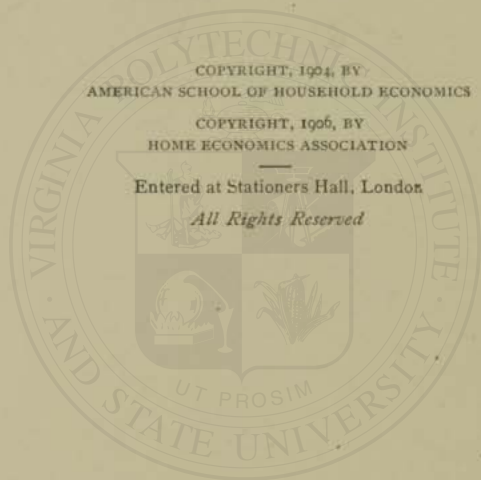 COPYRIGHT, 1904, BY
AMERICAN SCHOOL OF HOUSEHOLD ECONOMICS
COPYRIGHT, 1906, BY
HOME ECONOMICS ASSOCIATION
Entered at Stationers Hall, London
All Rights Reserved
VIRGINIA POLYTECHNIC INSTITUTE
AND STATE UNIVERSITY
UT PROSIM